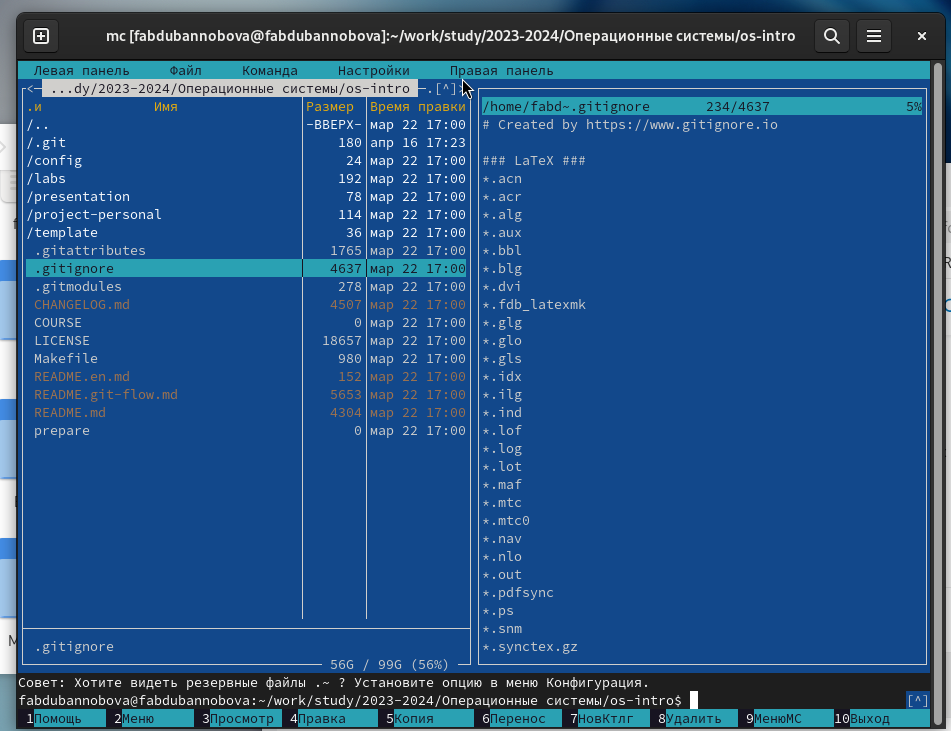 mc [fabdubannobova@fabdubannobova]:~/work/study/2023-2024/Операционные системы/os-intro
Левая панель Файл Команда Настройки Правая панель
<─ ...dy/2023-2024/Операционные системы/os-intro ─.[^]>
.и Имя Размер Время правки
/.. -ВВЕРХ- мар 22 17:00
/.git 180 апр 16 17:23
/config 24 мар 22 17:00
/labs 192 мар 22 17:00
/presentation 78 мар 22 17:00
/project-personal 114 мар 22 17:00
/template 36 мар 22 17:00
.gitattributes 1765 мар 22 17:00
.gitignore 4637 мар 22 17:00
.gitmodules 278 мар 22 17:00
CHANGELOG.md 4507 мар 22 17:00
COURSE 0 мар 22 17:00
LICENSE 18657 мар 22 17:00
Makefile 980 мар 22 17:00
README.en.md 152 мар 22 17:00
README.git-flow.md 5653 мар 22 17:00
README.md 4304 мар 22 17:00
prepare 0 мар 22 17:00
.gitignore
56G / 99G (56%)
/home/fabd~.gitignore 234/4637 5%
# Created by https://www.gitignore.io
### LaTeX ###
*.acn
*.acr
*.alg
*.aux
*.bbl
*.blg
*.dvi
*.fdb_latexmk
*.glg
*.glo
*.gls
*.idx
*.ilg
*.ind
*.lof
*.log
*.lot
*.maf
*.mtc
*.mtc0
*.nav
*.nlo
*.out
*.pdfsync
*.ps
*.snm
*.synctex.gz
Совет: Хотите видеть резервные файлы .~ ? Установите опцию в меню Конфигурация.
fabdubannobova@fabdubannobova:~/work/study/2023-2024/Операционные системы/os-intro$ [^]
1Помощь 2Меню 3Просмотр 4Правка 5Копия 6Перенос 7НовКтлг 8Удалить 9МенюМС 10Выход